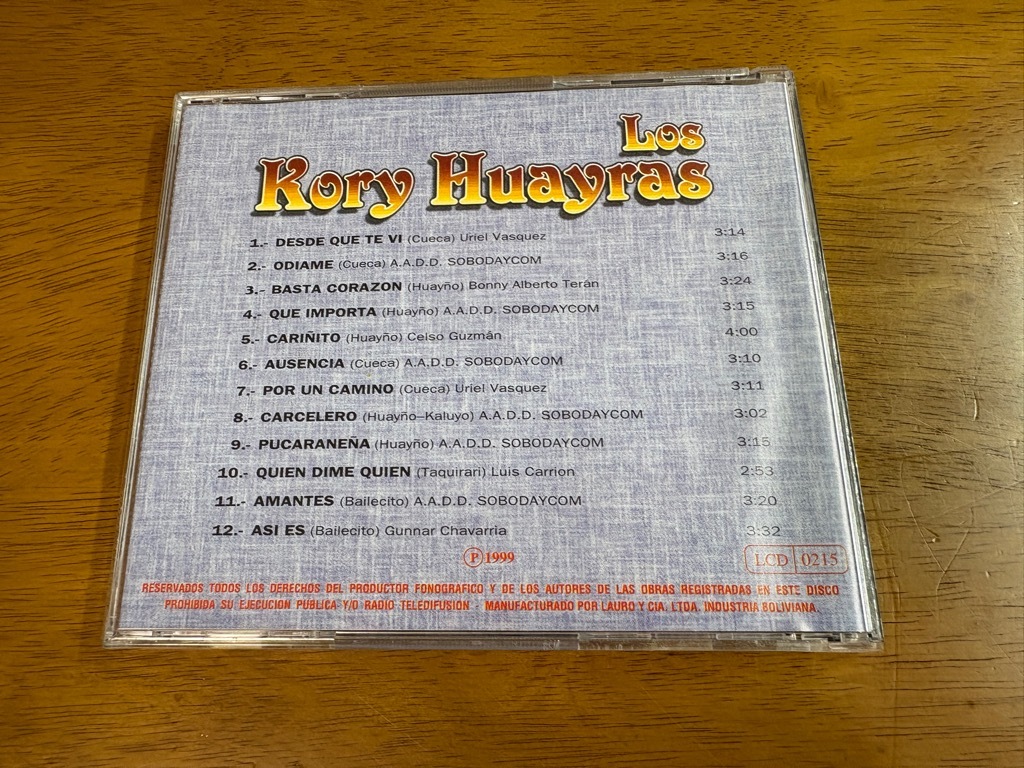 Los
Kory Huayras
1.- DESDE QUE TE VI (Cueca) Uriel Vasquez 3:14
2.- ODIAME (Cueca) A.A.D.D. SOBODAYCOM 3:16
3.- BASTA CORAZON (Huayño) Bonny Alberto Terán 3:24
4.- QUE IMPORTA (Huayño) A.A.D.D. SOBODAYCOM 3:15
5.- CARIÑITO (Huayño) Celso Guzmán 4:00
6.- AUSENCIA (Cueca) A.A.D.D. SOBODAYCOM 3:10
7.- POR UN CAMINO (Cueca) Uriel Vasquez 3:11
8.- CARCELERO (Huayño-Kaluyo) A.A.D.D. SOBODAYCOM 3:02
9.- PUCARANEÑA (Huayño) A.A.D.D. SOBODAYCOM 3:15
10.- QUIEN DIME QUIEN (Taquirari) Luis Carrion 2:53
11.- AMANTES (Bailecito) A.A.D.D. SOBODAYCOM 3:20
12.- ASI ES (Bailecito) Gunnar Chavarria 3:32
℗ 1999
LCD 0215
RESERVADOS TODOS LOS DERECHOS DEL PRODUCTOR FONOGRAFICO Y DE LOS AUTORES DE LAS OBRAS REGISTRADAS EN ESTE DISCO
PROHIBIDA SU EJECUCION PUBLICA Y/O RADIO TELEDIFUSION - MANUFACTURADO POR LAURO Y CIA. LTDA. INDUSTRIA BOLIVIANA.